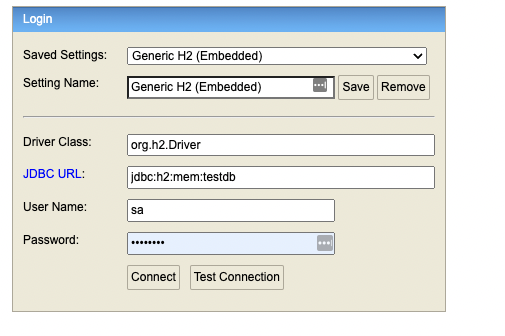 Login
Saved Settings: Generic H2 (Embedded)
Setting Name: Generic H2 (Embedded) Save Remove
Driver Class: org.h2.Driver
JDBC URL: jdbc:h2:mem:testdb
User Name: sa
Password: ••••••••
Connect Test Connection